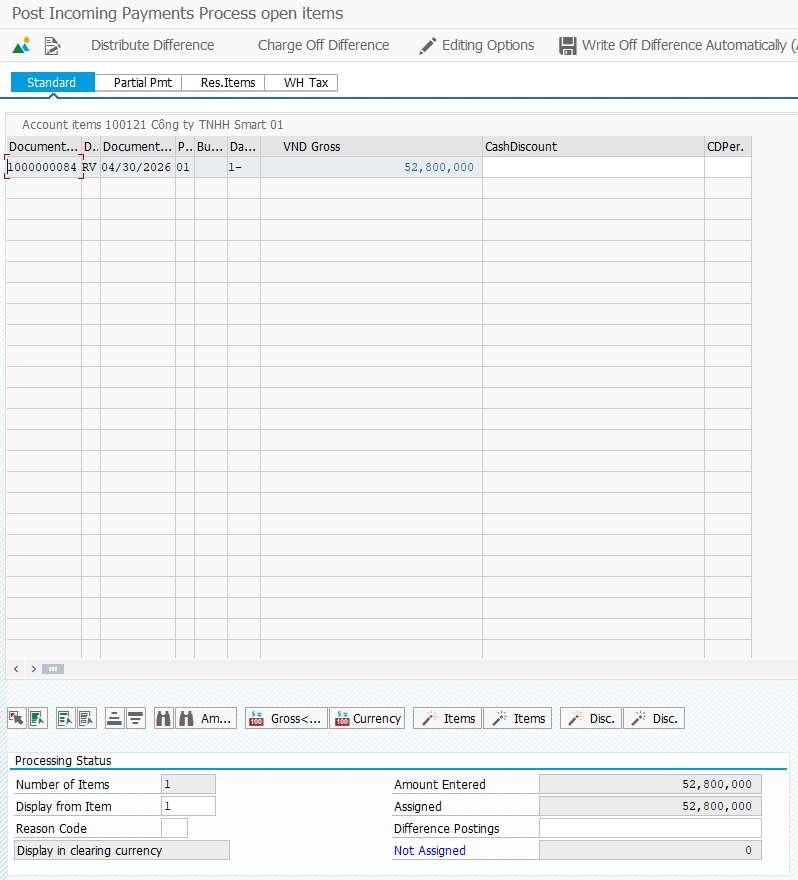 Post Incoming Payments Process open items
Distribute Difference Charge Off Difference Editing Options Write Off Difference Automatically (
Standard Partial Pmt Res.Items WH Tax
Account items 100121 Công ty TNHH Smart 01
Document... D.. Document... P.. Bu... Da... VND Gross CashDiscount CDPer.
1000000084 RV 04/30/2026 01 1- 52,800,000
Am... Gross<... Currency Items Items Disc. Disc.
Processing Status
Number of Items 1 Amount Entered 52,800,000
Display from Item 1 Assigned 52,800,000
Reason Code Difference Postings
Display in clearing currency Not Assigned 0